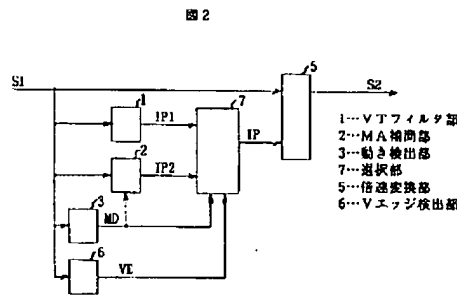 図2
5
S1
S2
1
IP1
7
IP
2
IP2
3
MD
6
VE
1…VTフィルタ部
2…MA補間部
3…動き検出部
7…選択部
5…倍速変換部
6…Vエッジ検出部